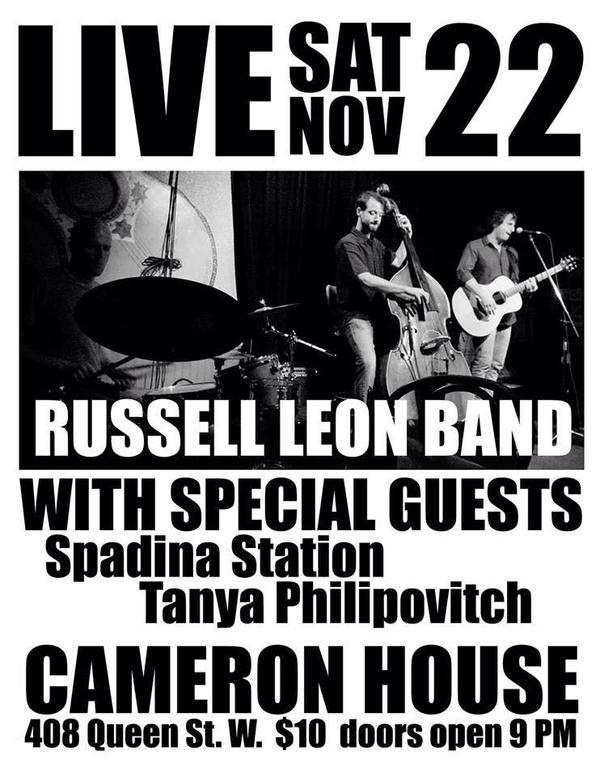 LIVE SAT NOV 22
RUSSELL LEON BAND
WITH SPECIAL GUESTS
Spadina Station
Tanya Philipovitch
CAMERON HOUSE
408 Queen St. W. $10 doors open 9 PM